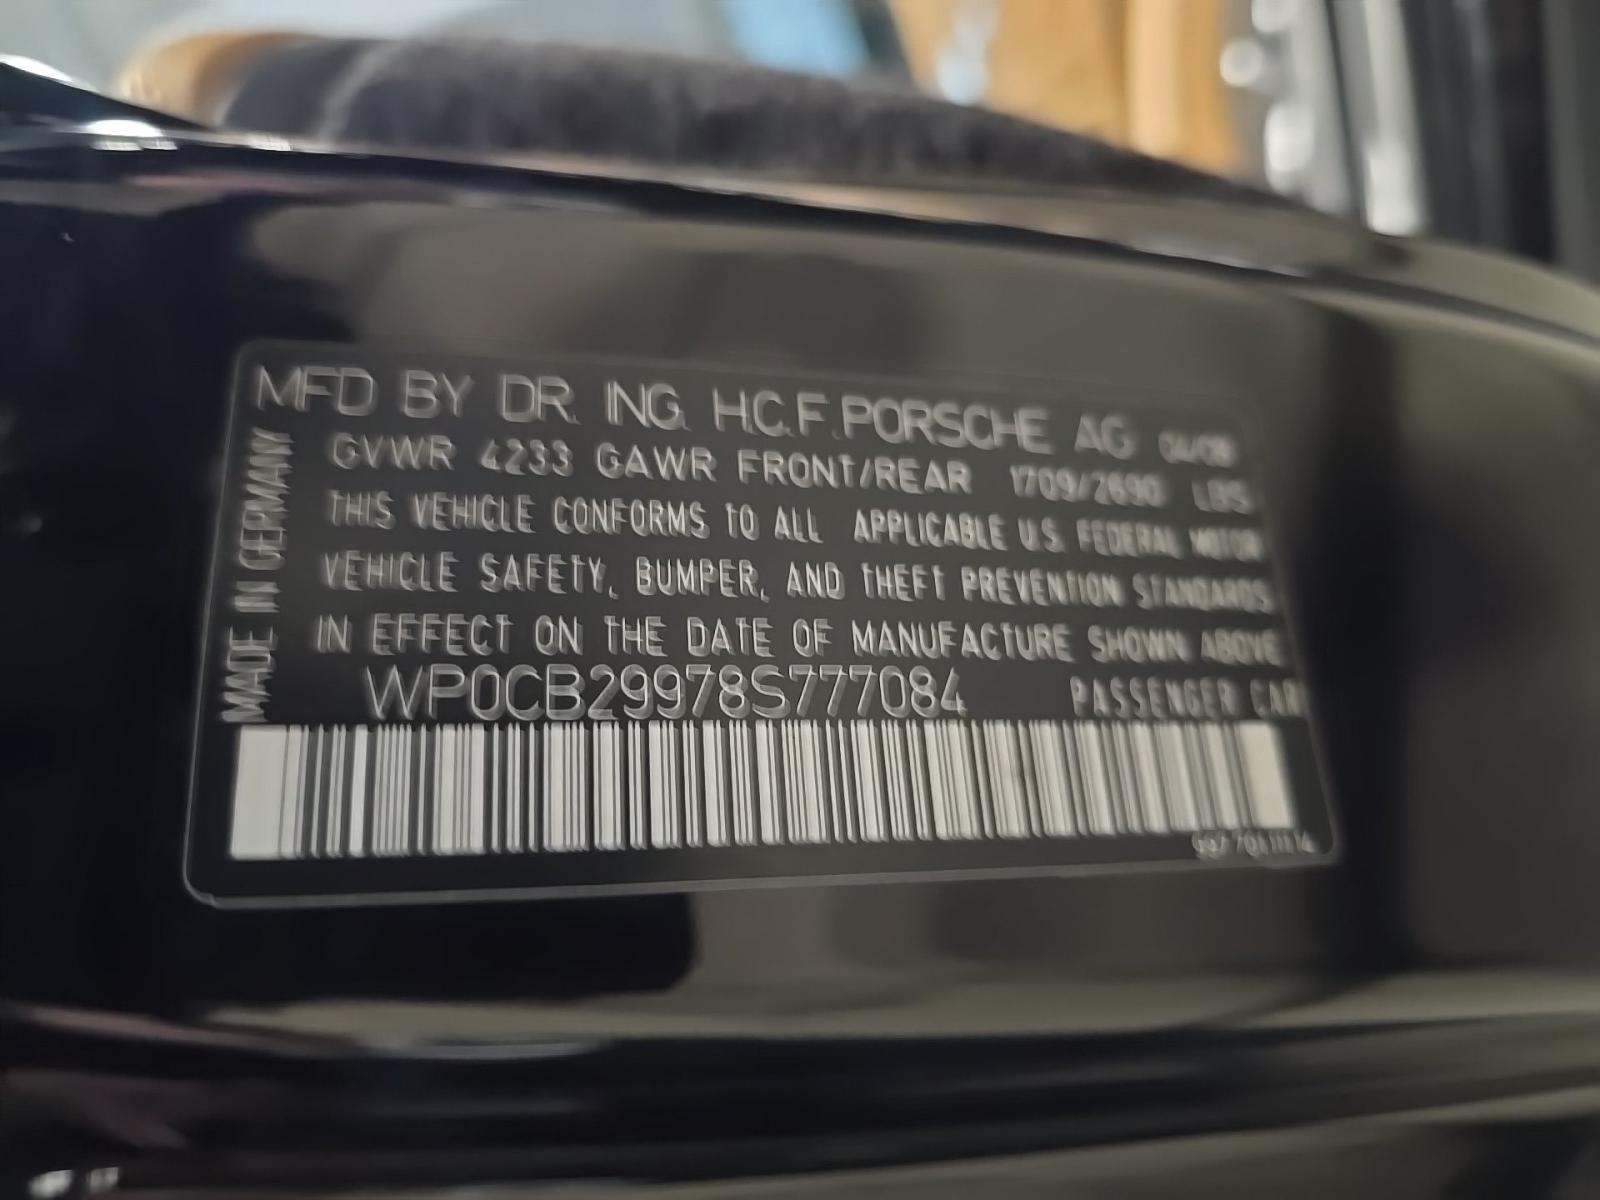 MFD BY DR. ING. H.C.F. PORSCHE AG 04/08
GVWR 4233 GAWR FRONT/REAR 1709/2690 LBS
THIS VEHICLE CONFORMS TO ALL APPLICABLE U.S. FEDERAL MOTOR
VEHICLE SAFETY, BUMPER, AND THEFT PREVENTION STANDARDS
IN EFFECT ON THE DATE OF MANUFACTURE SHOWN ABOVE
WP0CB29978S777084 PASSENGER CAR
MADE IN GERMANY